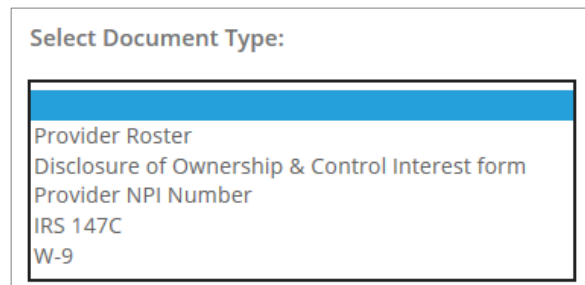 Select Document Type:
Provider Roster
Disclosure of Ownership & Control Interest form
Provider NPI Number
IRS 147C
W-9